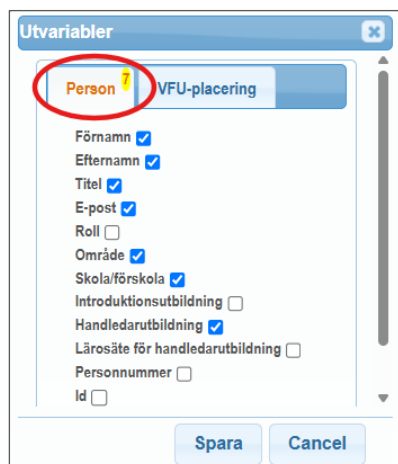 Utvariabler
Person 7 VFU-placering
Förnamn
Efternamn
Titel
E-post
Roll
Område
Skola/förskola
Introduktionsutbildning
Handledarutbildning
Lärosäte för handledarutbildning
Personnummer
Id
Spara Cancel